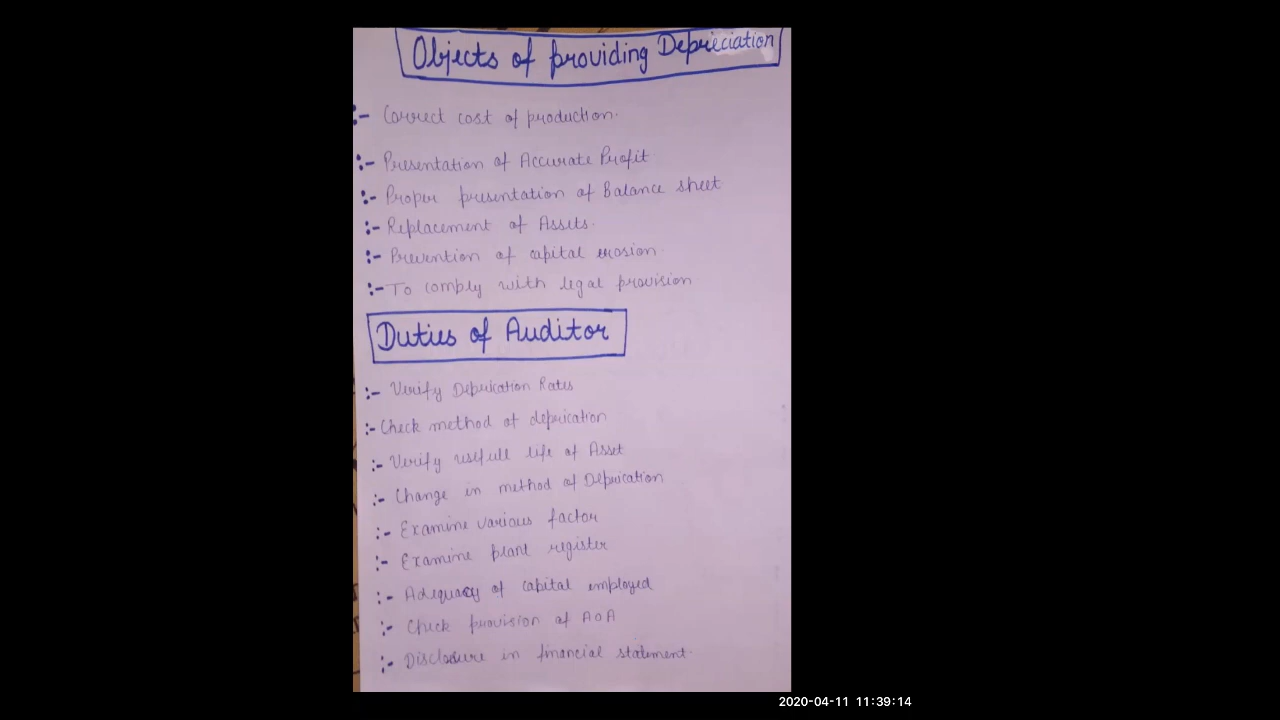 Objects of providing Depreciation
:- Correct cost of production.
:- Presentation of Accurate Profit
:- Proper presentation of Balance sheet
:- Replacement of Assets.
:- Prevention of capital erosion.
:- To comply with legal provision
Duties of Auditor
:- Verify Deprication Rates
:- Check method of deprication
:- Verify usefull life of Asset
:- Change in method of Deprication
:- Examine various factor
:- Examine plant register
:- Adequacy of capital employed
:- Check provision of AOA
:- Disclosure in financial statement.
2020-04-11 11:39:14